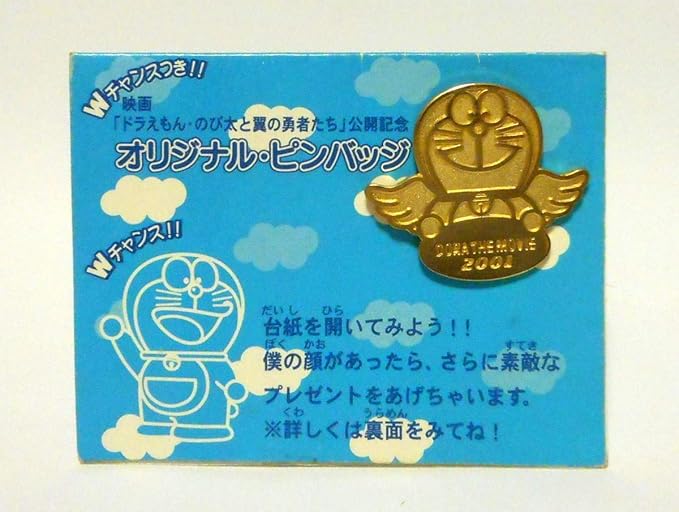 Wチャンスつき!!
映画
「ドラえもん・のび太と翼の勇者たち」公開記念
オリジナル・ピンバッジ
DORATHEMOVIE
2001
Wチャンス!!
だいし ひら
台紙を開いてみよう!!
ぼく かお すてき
僕の顔があったら、さらに素敵な
プレゼントをあげちゃいます。
くわ うらめん
※詳しくは裏面をみてね!